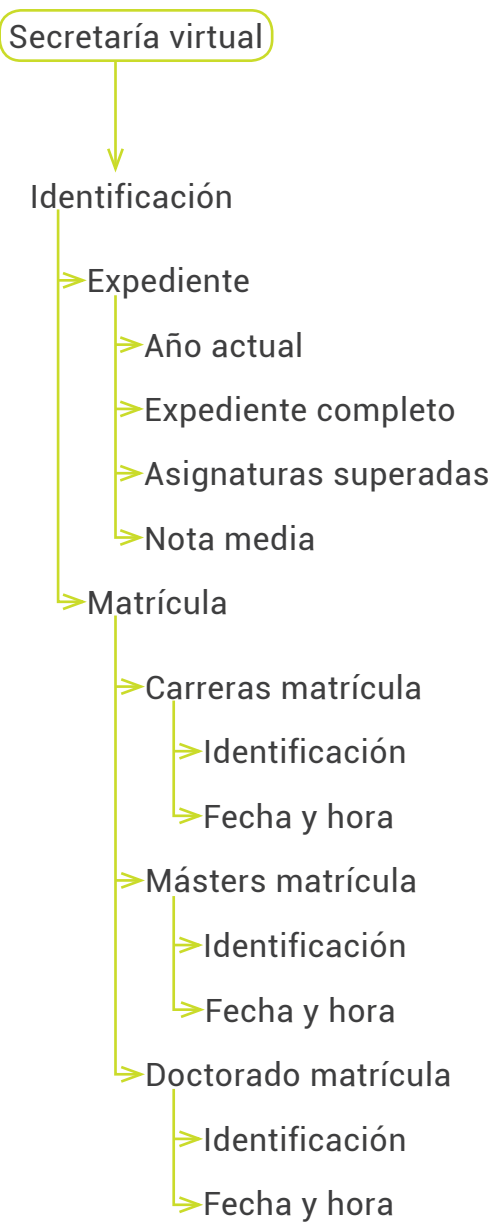 Secretaría virtual
Identificación
Expediente
Año actual
Expediente completo
Asignaturas superadas
Nota media
Matrícula
Carreras matrícula
Identificación
Fecha y hora
Másters matrícula
Identificación
Fecha y hora
Doctorado matrícula
Identificación
Fecha y hora